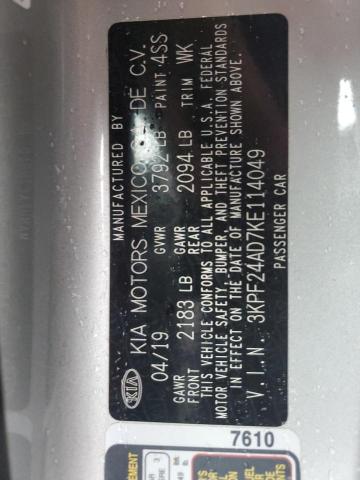 MANUFACTURED BY
KIA KIA MOTORS MEXICO, S.A. DE C.V.
04/19 GVWR 3792 LB PAINT 4SS
GAWR FRONT 2183 LB GAWR REAR 2094 LB TRIM WK
THIS VEHICLE CONFORMS TO ALL APPLICABLE U.S.A. FEDERAL
MOTOR VEHICLE SAFETY, BUMPER, AND THEFT PREVENTION STANDARDS
IN EFFECT ON THE DATE OF MANUFACTURE SHOWN ABOVE.
V.I.N. 3KPF24AD7KE114049
PASSENGER CAR
7610